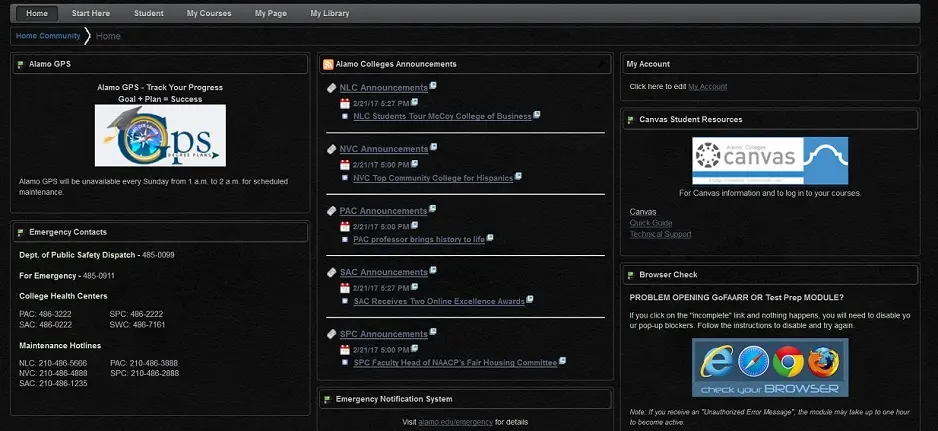 Home Start Here Student My Courses My Page My Library
Home Community Home
Alamo GPS
Alamo GPS - Track Your Progress
Goal + Plan = Success
Gps
DEGREE PLANS
Alamo GPS will be unavailable every Sunday from 1 a.m. to 2 a.m. for scheduled
maintenance.
Emergency Contacts
Dept. of Public Safety Dispatch - 485-0099
For Emergency - 485-0911
College Health Centers
PAC: 486-3222 SPC: 486-2222
SAC: 486-0222 SWC: 486-7161
Maintenance Hotlines
NLC: 210-486-5666 PAC: 210-486-3888
NVC: 210-486-4888 SPC: 210-486-2888
SAC: 210-486-1235
Alamo Colleges Announcements
NLC Announcements
2/21/17 5:27 PM
NLC Students Tour McCoy College of Business
NVC Announcements
2/21/17 5:00 PM
NVC Top Community College for Hispanics
PAC Announcements
2/21/17 5:00 PM
PAC professor brings history to life
SAC Announcements
2/21/17 5:27 PM
SAC Receives Two Online Excellence Awards
SPC Announcements
2/21/17 5:00 PM
SPC Faculty Head of NAACP's Fair Housing Committee
Emergency Notification System
Visit alamo.edu/emergency for details
My Account
Click here to edit My Account
Canvas Student Resources
Alamo Colleges
canvas
For Canvas information and to log in to your courses.
Canvas
Quick Guide
Technical Support
Browser Check
PROBLEM OPENING GoFAARR OR Test Prep MODULE?
If you click on the "incomplete" link and nothing happens, you will need to disable yo
ur pop-up blockers. Follow the instructions to disable and try again.
check your BROWSER
Note: If you receive an "Unauthorized Error Message", the module may take up to one hour
to become active.